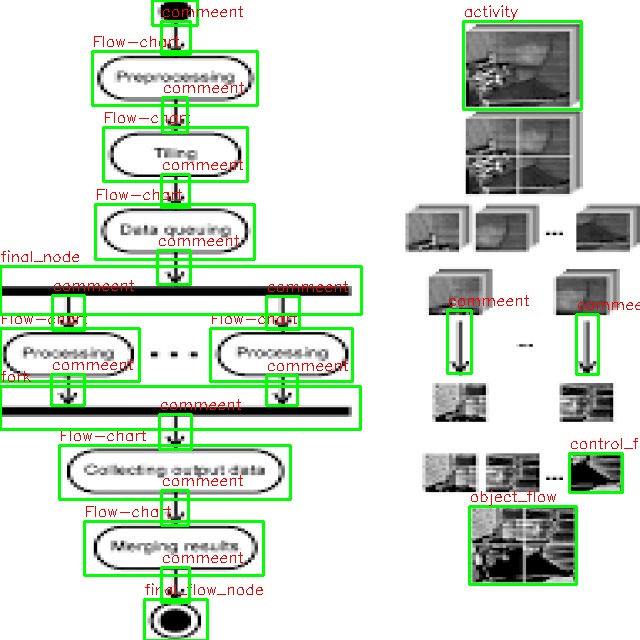 commeent
activity
Flow-chart
Preprocessing
commeent
Flow-chart
Tiling
commeent
Flow-chart
Data queuing
commeent
final_node
commeent
commeent
commeent
commee
Flow-chart
Flow-chart
Processing
...
Processing
commeent
commeent
fork
commeent
Flow-chart
control_f
Collecting output data
commeent
object_flow
Flow-chart
Merging results
commeent
final_flow_node